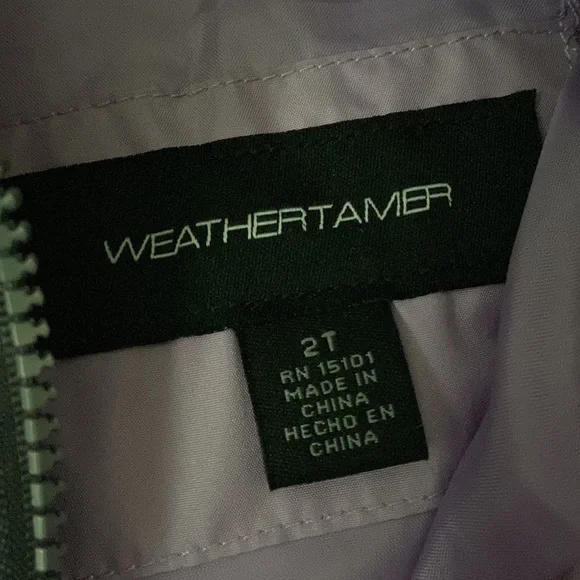 WEATHERTAMER
2T
RN 15101
MADE IN
CHINA
HECHO EN
CHINA